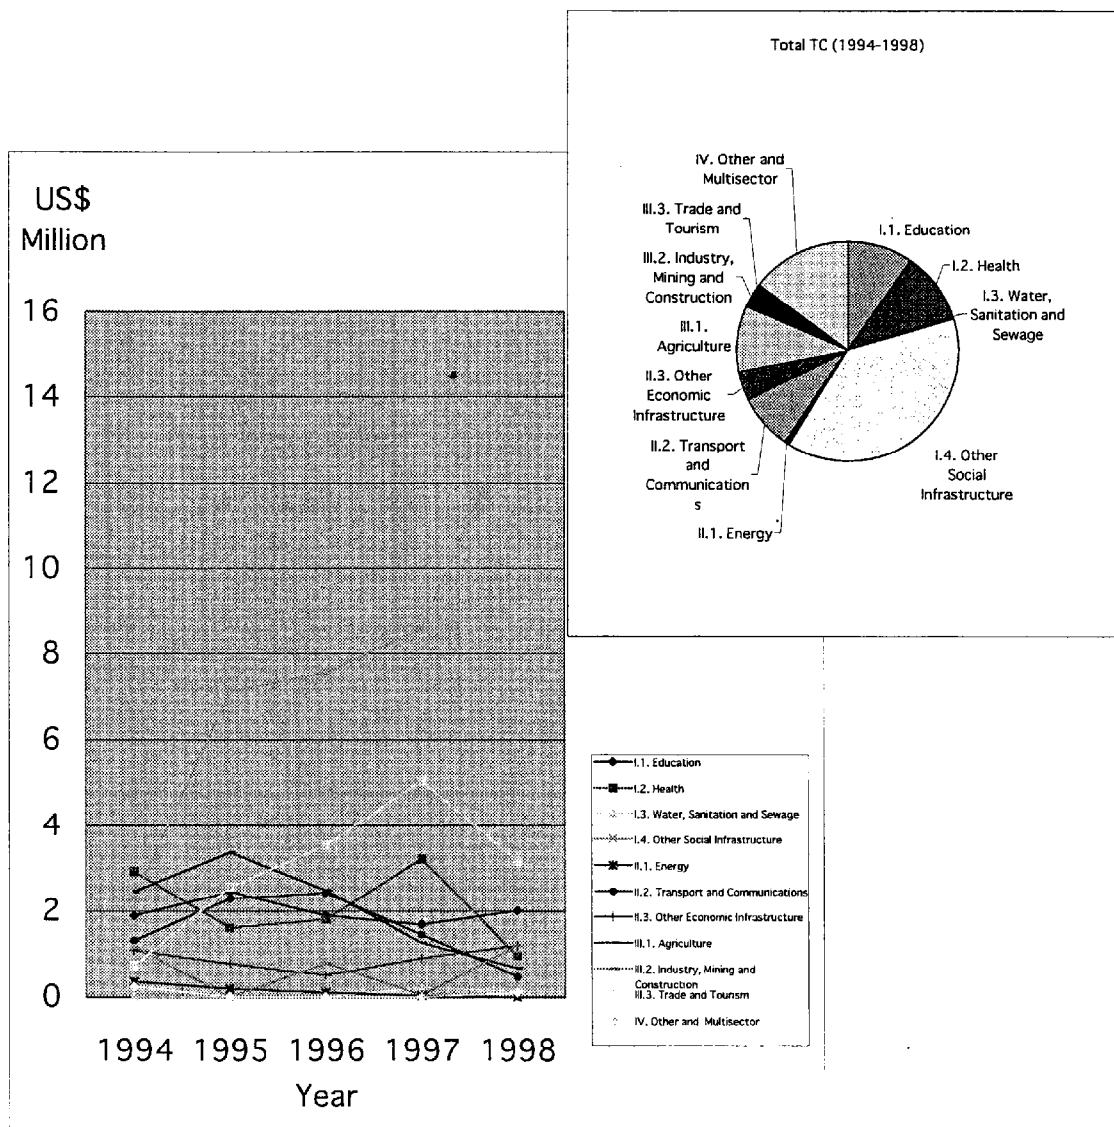 Total TC (1994-1998)
IV. Other and
Multisector
III.3. Trade and
Tourism
III.2. Industry,
Mining and
Construction
III.1.
Agriculture
II.3. Other
Economic
Infrastructure
II.2. Transport
and
Communication
s
II.1. Energy
I.1. Education
I.2. Health
I.3. Water,
Sanitation and
Sewage
I.4. Other
Social
Infrastructure
US$
Million
16
14
12
10
8
6
4
2
0
1994 1995 1996 1997 1998
Year
I.1. Education
I.2. Health
I.3. Water, Sanitation and Sewage
I.4. Other Social Infrastructure
II.1. Energy
II.2. Transport and Communications
II.3. Other Economic Infrastructure
III.1. Agriculture
III.2. Industry, Mining and
Construction
III.3. Trade and Tourism
IV. Other and Multisector